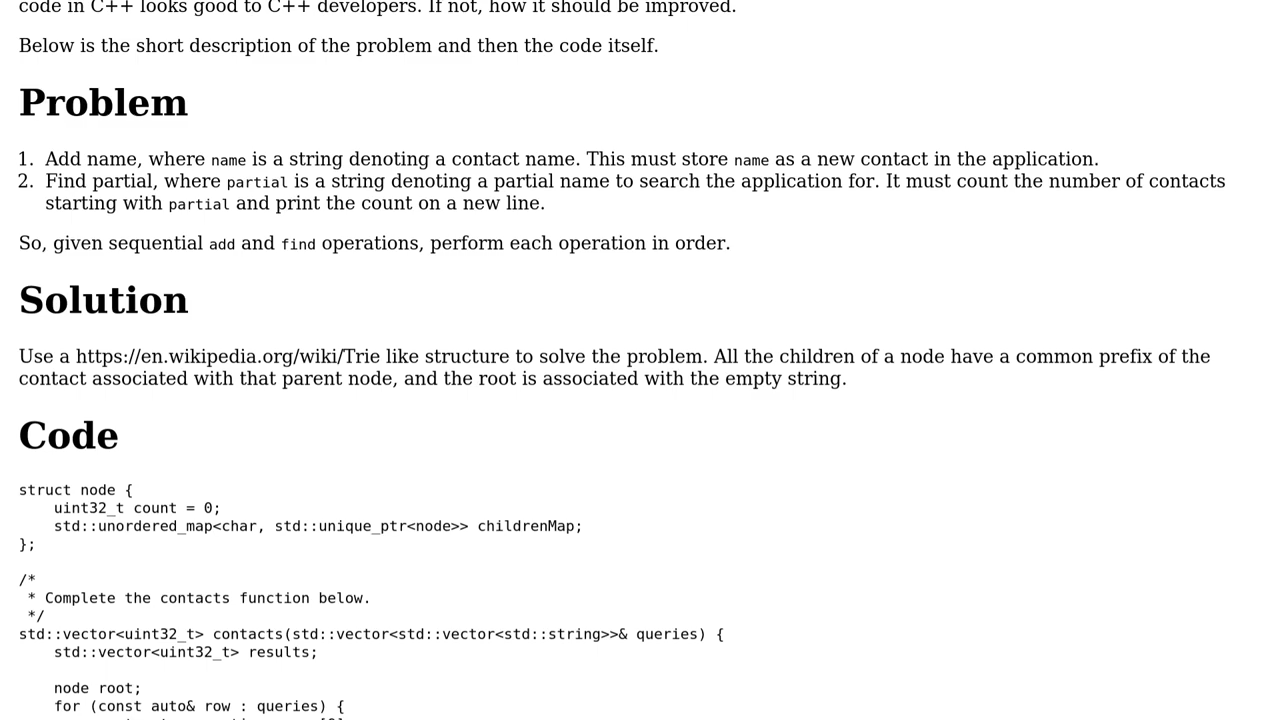 code in C++ looks good to C++ developers. If not, how it should be improved.
Below is the short description of the problem and then the code itself.
Problem
1. Add name, where name is a string denoting a contact name. This must store name as a new contact in the application.
2. Find partial, where partial is a string denoting a partial name to search the application for. It must count the number of contacts
starting with partial and print the count on a new line.
So, given sequential add and find operations, perform each operation in order.
Solution
Use a https://en.wikipedia.org/wiki/Trie like structure to solve the problem. All the children of a node have a common prefix of the
contact associated with that parent node, and the root is associated with the empty string.
Code
struct node {
    uint32_t count = 0;
    std::unordered_map<char, std::unique_ptr<node>> childrenMap;
};
/*
 * Complete the contacts function below.
 */
std::vector<uint32_t> contacts(std::vector<std::vector<std::string>>& queries) {
    std::vector<uint32_t> results;
    node root;
    for (const auto& row : queries) {